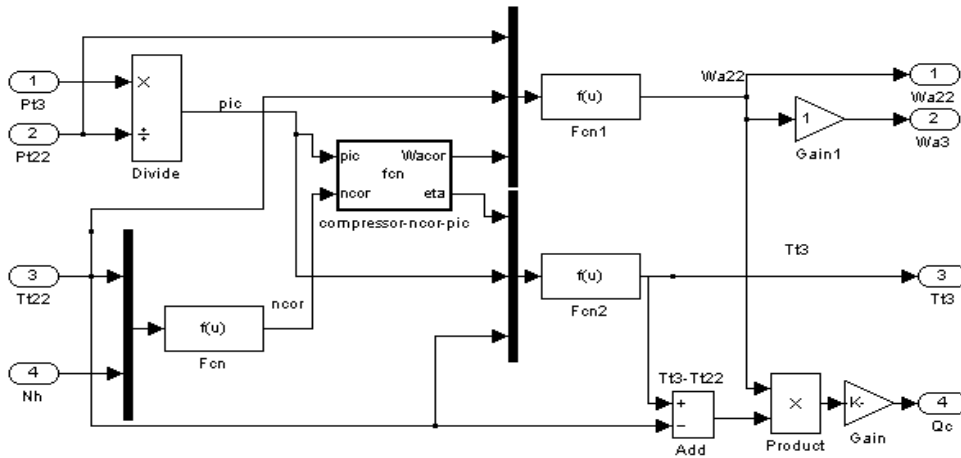 1
Pt3
2
Pt22
×
÷
Divide
pic
pic
Wacor
fcn
ncor
eta
compressor-ncor-pic
f(u)
Fcn1
Wa22
1
Wa22
1
Gain1
2
Wa3
3
Tt22
4
Nh
f(u)
Fcn
ncor
f(u)
Fcn2
Tt3
3
Tt3
Tt3-Tt22
+
−
Add
×
Product
K-
Gain
4
Qc